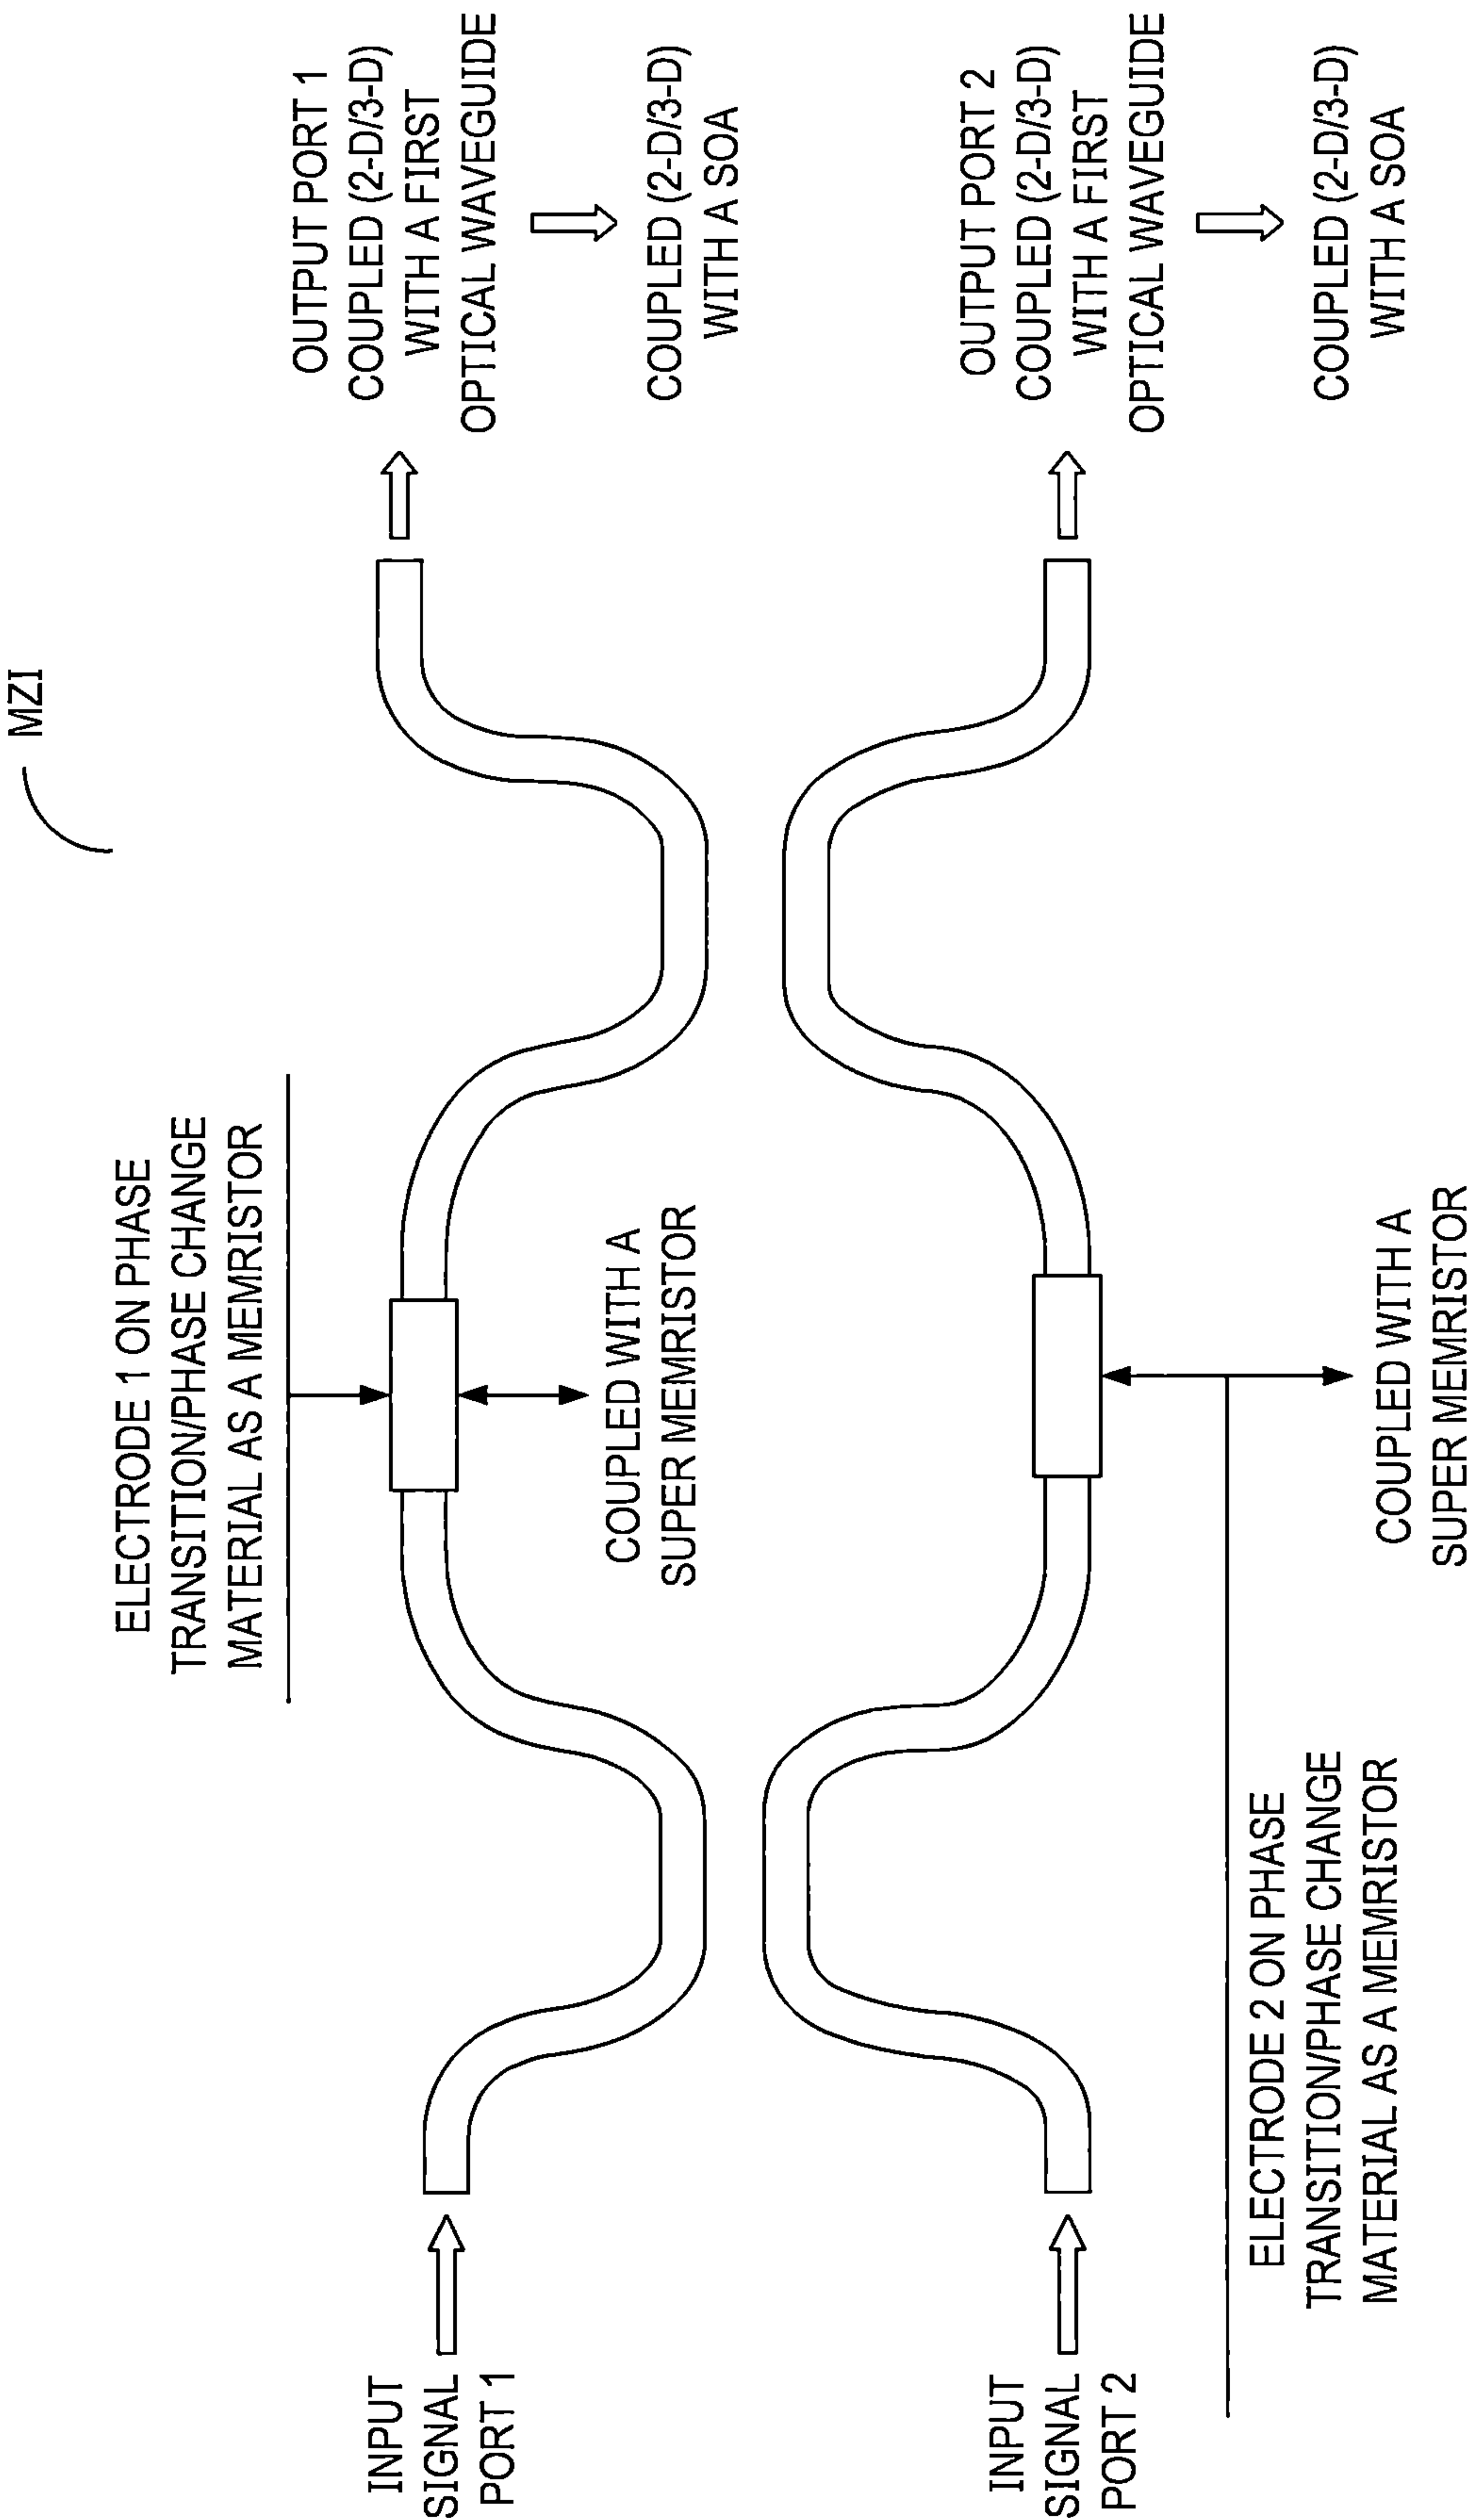 MZI
ELECTRODE 1 ON PHASE
TRANSITION/PHASE CHANGE
MATERIAL AS A MEMRISTOR
INPUT
SIGNAL
PORT 1
COUPLED WITH A
SUPER MEMRISTOR
OUTPUT PORT 1
COUPLED (2-D/3-D)
WITH A FIRST
OPTICAL WAVEGUIDE
COUPLED (2-D/3-D)
WITH A SOA
INPUT
SIGNAL
PORT 2
OUTPUT PORT 2
COUPLED (2-D/3-D)
WITH A FIRST
OPTICAL WAVEGUIDE
COUPLED (2-D/3-D)
WITH A SOA
ELECTRODE 2 ON PHASE
TRANSITION/PHASE CHANGE
MATERIAL AS A MEMRISTOR
COUPLED WITH A
SUPER MEMRISTOR